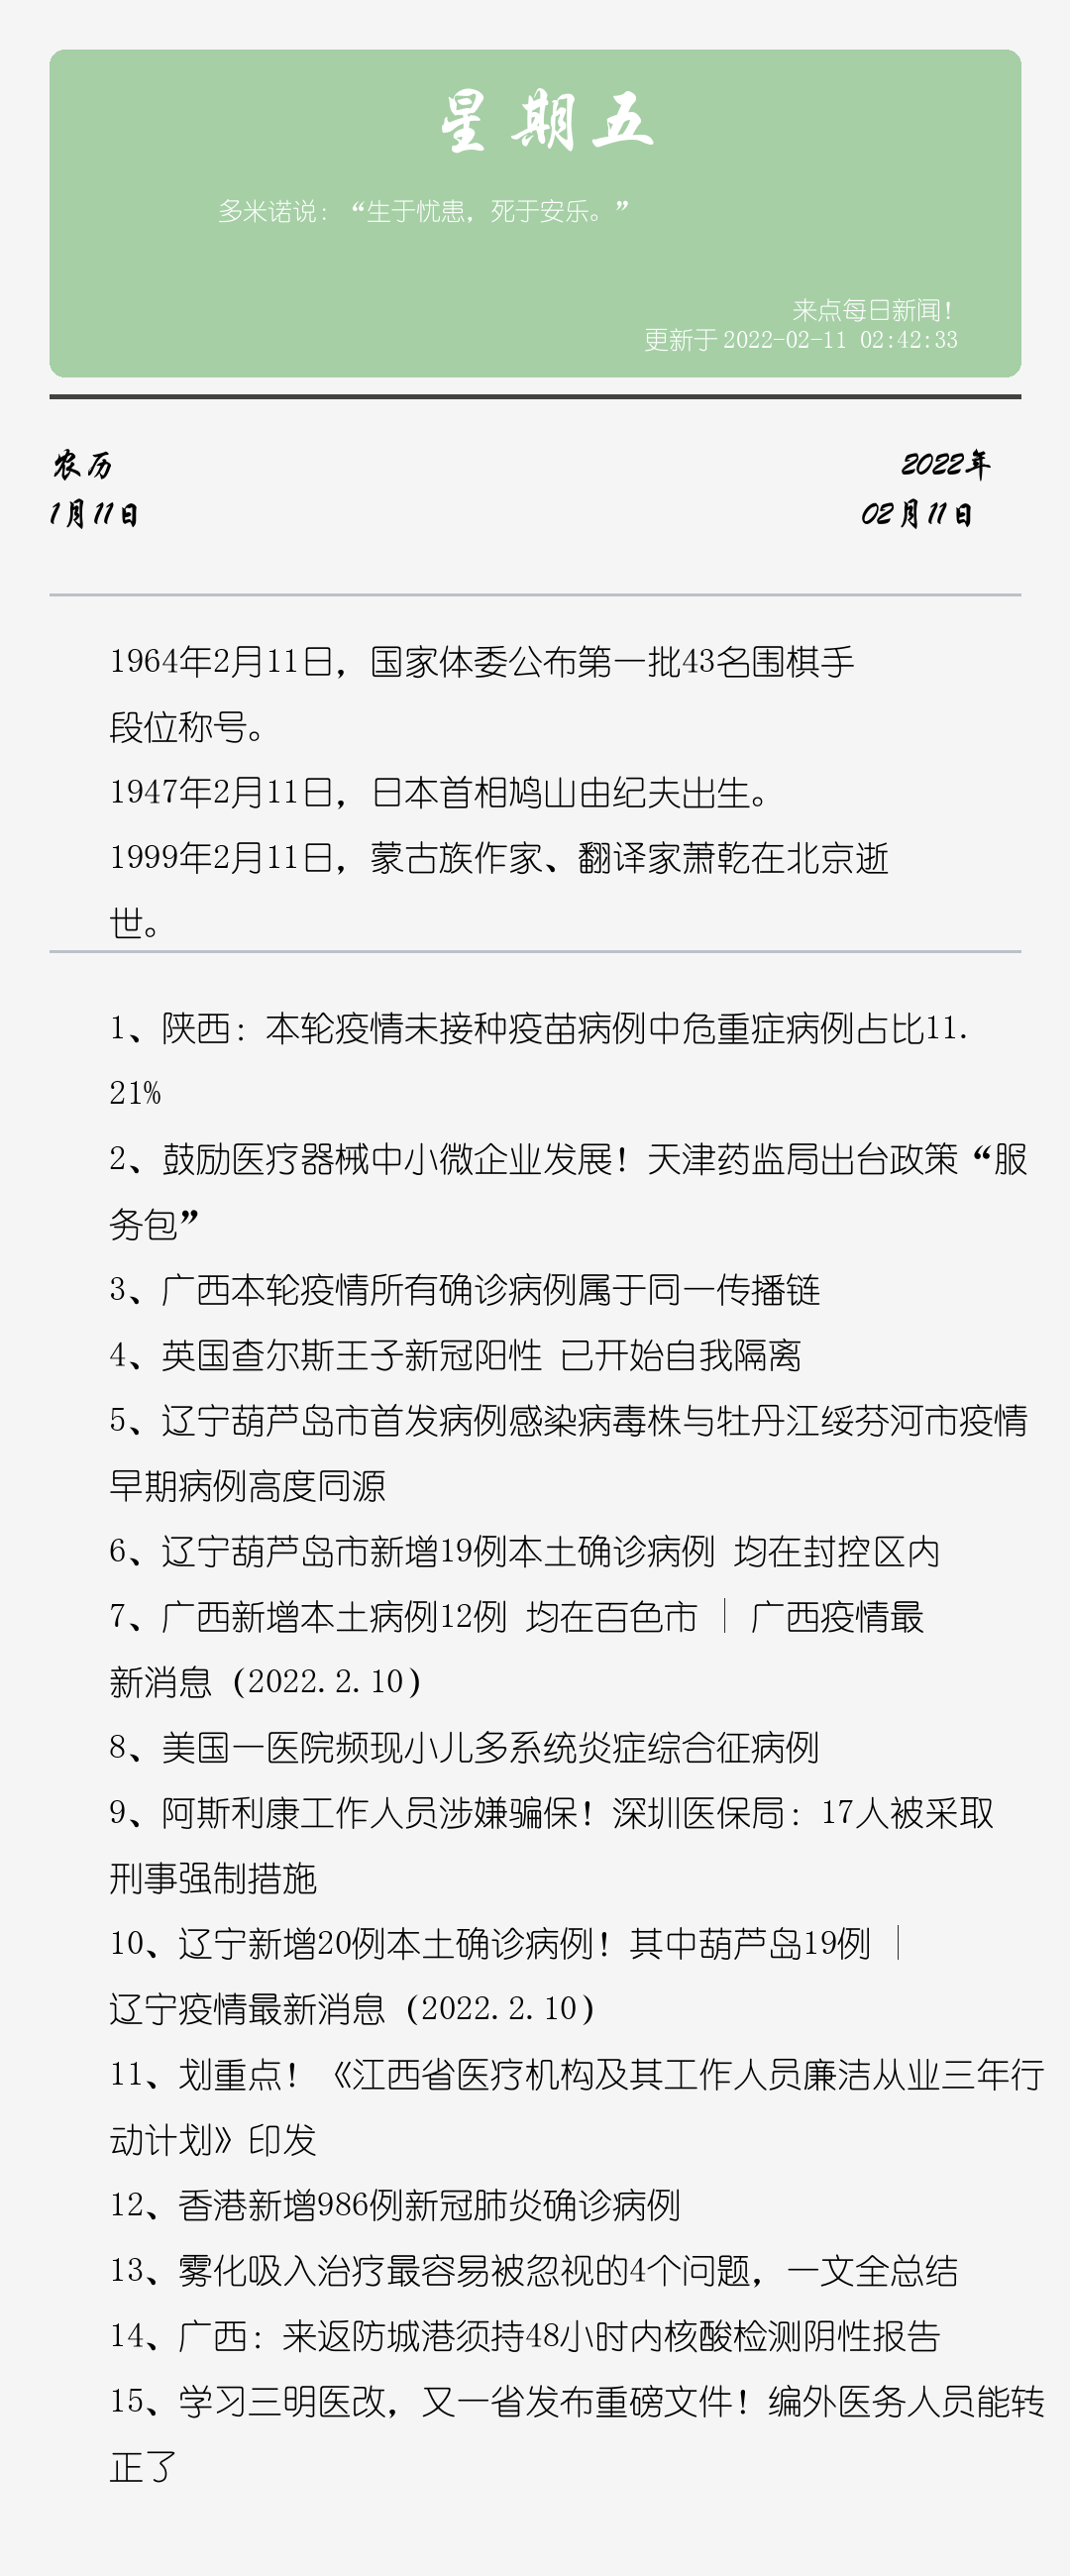 星期五
多米诺说：“生于忧患，死于安乐。”
来点每日新闻！
更新于 2022-02-11 02:42:33
农历
2022年
1月11日
02月11日
1964年2月11日，国家体委公布第一批43名围棋手
段位称号。
1947年2月11日，日本首相鸠山由纪夫出生。
1999年2月11日，蒙古族作家、翻译家萧乾在北京逝
世。
1、陕西：本轮疫情未接种疫苗病例中危重症病例占比11.
21%
2、鼓励医疗器械中小微企业发展！天津药监局出台政策“服
务包”
3、广西本轮疫情所有确诊病例属于同一传播链
4、英国查尔斯王子新冠阳性 已开始自我隔离
5、辽宁葫芦岛市首发病例感染病毒株与牡丹江绥芬河市疫情
早期病例高度同源
6、辽宁葫芦岛市新增19例本土确诊病例 均在封控区内
7、广西新增本土病例12例 均在百色市 | 广西疫情最
新消息（2022.2.10）
8、美国一医院频现小儿多系统炎症综合征病例
9、阿斯利康工作人员涉嫌骗保！深圳医保局：17人被采取
刑事强制措施
10、辽宁新增20例本土确诊病例！其中葫芦岛19例 |
辽宁疫情最新消息（2022.2.10）
11、划重点！《江西省医疗机构及其工作人员廉洁从业三年行
动计划》印发
12、香港新增986例新冠肺炎确诊病例
13、雾化吸入治疗最容易被忽视的4个问题，一文全总结
14、广西：来返防城港须持48小时内核酸检测阴性报告
15、学习三明医改，又一省发布重磅文件！编外医务人员能转
正了